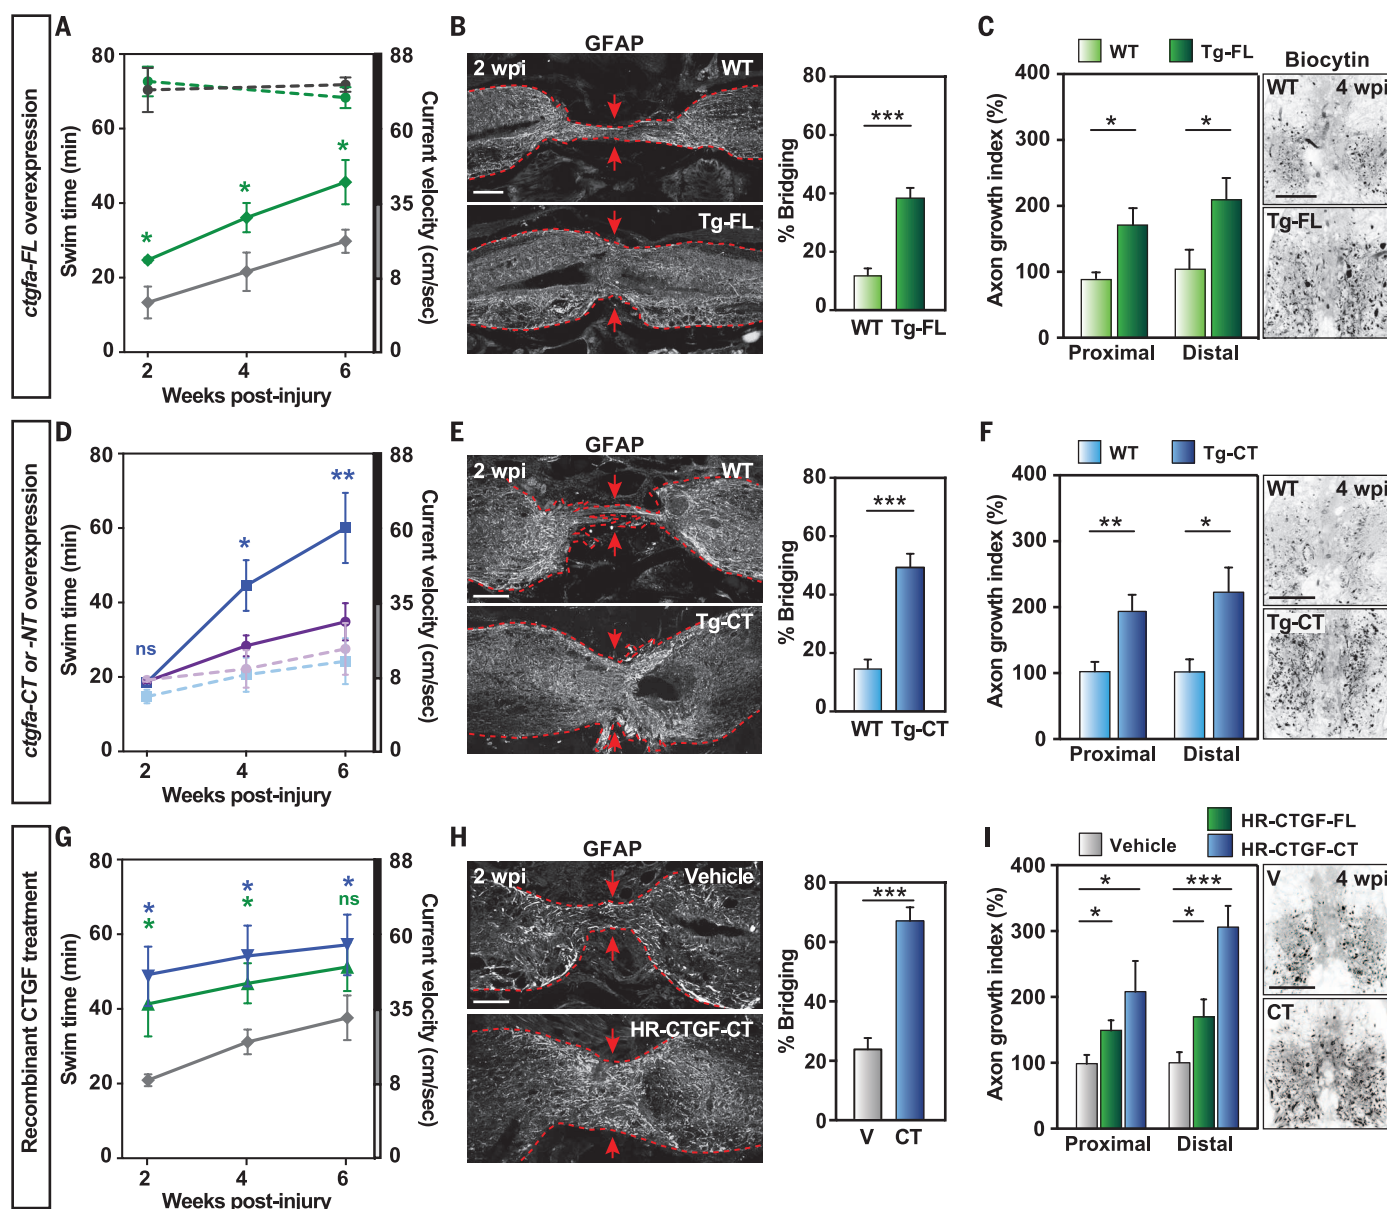 ctgfa-FL overexpression
A
80
60
40
20
0
Swim time (min)
88
60
35
8
0
Current velocity (cm/sec)
*
*
*
2
4
6
Weeks post-injury
B
GFAP
2 wpi
WT
Tg-FL
80
60
40
20
0
% Bridging
***
WT
Tg-FL
C
WT
Tg-FL
Biocytin
400
300
200
100
0
Axon growth index (%)
*
*
Proximal
Distal
WT
4 wpi
Tg-FL
ctgfa-CT or -NT overexpression
D
80
60
40
20
0
Swim time (min)
88
60
35
8
0
Current velocity (cm/sec)
ns
*
**
2
4
6
Weeks post-injury
E
GFAP
2 wpi
WT
Tg-CT
80
60
40
20
0
% Bridging
***
WT
Tg-CT
F
WT
Tg-CT
400
300
200
100
0
Axon growth index (%)
**
*
Proximal
Distal
WT
4 wpi
Tg-CT
Recombinant CTGF treatment
G
80
60
40
20
0
Swim time (min)
88
60
35
8
0
Current velocity (cm/sec)
*
*
*
*
*
ns
2
4
6
Weeks post-injury
H
GFAP
2 wpi
Vehicle
HR-CTGF-CT
80
60
40
20
0
% Bridging
***
V
CT
I
Vehicle
HR-CTGF-FL
HR-CTGF-CT
400
300
200
100
0
Axon growth index (%)
*
*
***
*
Proximal
Distal
V
4 wpi
CT